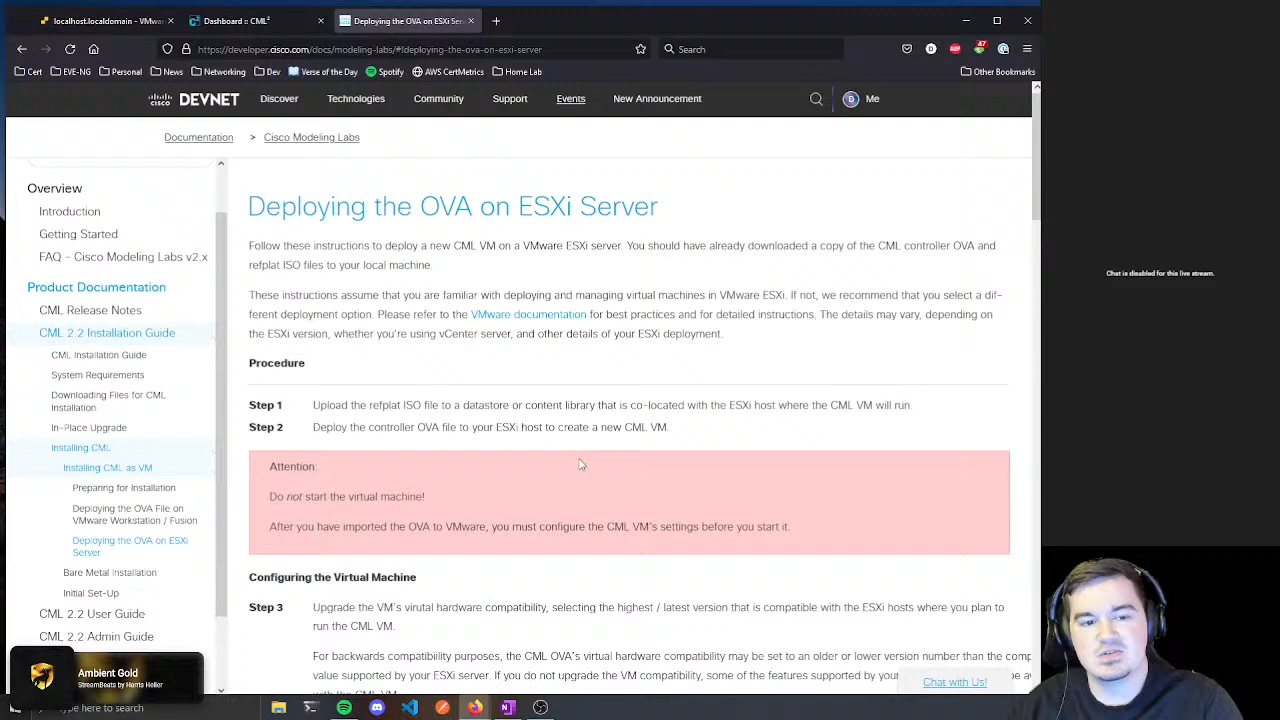 localhost.localdomain - VMwar
Dashboard :: CML²
Deploying the OVA on ESXi Serv
https://developer.cisco.com/docs/modeling-labs/#!deploying-the-ova-on-esxi-server
Search
47
Cert
EVE-NG
Personal
News
Networking
Dev
Verse of the Day
Spotify
AWS CertMetrics
Home Lab
Other Bookmarks
cisco DEVNET
Discover
Technologies
Community
Support
Events
New Announcement
Me
Documentation > Cisco Modeling Labs
Overview
Introduction
Getting Started
FAQ - Cisco Modeling Labs v2.x
Product Documentation
CML Release Notes
CML 2.2 Installation Guide
CML Installation Guide
System Requirements
Downloading Files for CML
Installation
In-Place Upgrade
Installing CML
Installing CML as VM
Preparing for Installation
Deploying the OVA File on
VMware Workstation / Fusion
Deploying the OVA on ESXi
Server
Bare Metal Installation
Initial Set-Up
CML 2.2 User Guide
CML 2.2 Admin Guide
Deploying the OVA on ESXi Server
Follow these instructions to deploy a new CML VM on a VMware ESXi server. You should have already downloaded a copy of the CML controller OVA and
refplat ISO files to your local machine.
These instructions assume that you are familiar with deploying and managing virtual machines in VMware ESXi. If not, we recommend that you select a dif-
ferent deployment option. Please refer to the VMware documentation for best practices and for detailed instructions. The details may vary, depending on
the ESXi version, whether you're using vCenter server, and other details of your ESXi deployment.
Procedure
Step 1 Upload the refplat ISO file to a datastore or content library that is co-located with the ESXi host where the CML VM will run.
Step 2 Deploy the controller OVA file to your ESXi host to create a new CML VM.
Attention:
Do not start the virtual machine!
After you have imported the OVA to VMware, you must configure the CML VM's settings before you start it.
Configuring the Virtual Machine
Step 3 Upgrade the VM's virutal hardware compatibility, selecting the highest / latest version that is compatible with the ESXi hosts where you plan to
run the CML VM.
For backwards compatibiility purposes, the CML OVA's virtual hardware compatibility may be set to an older or lower version number than the comp
value supported by your ESXi server. If you do not upgrade the VM compatibility, some of the features supported by your
with the CML VM.
Chat with Us!
Ambient Gold
StreamBeats by Harris Heller
here to search
Chat is disabled for this live stream.